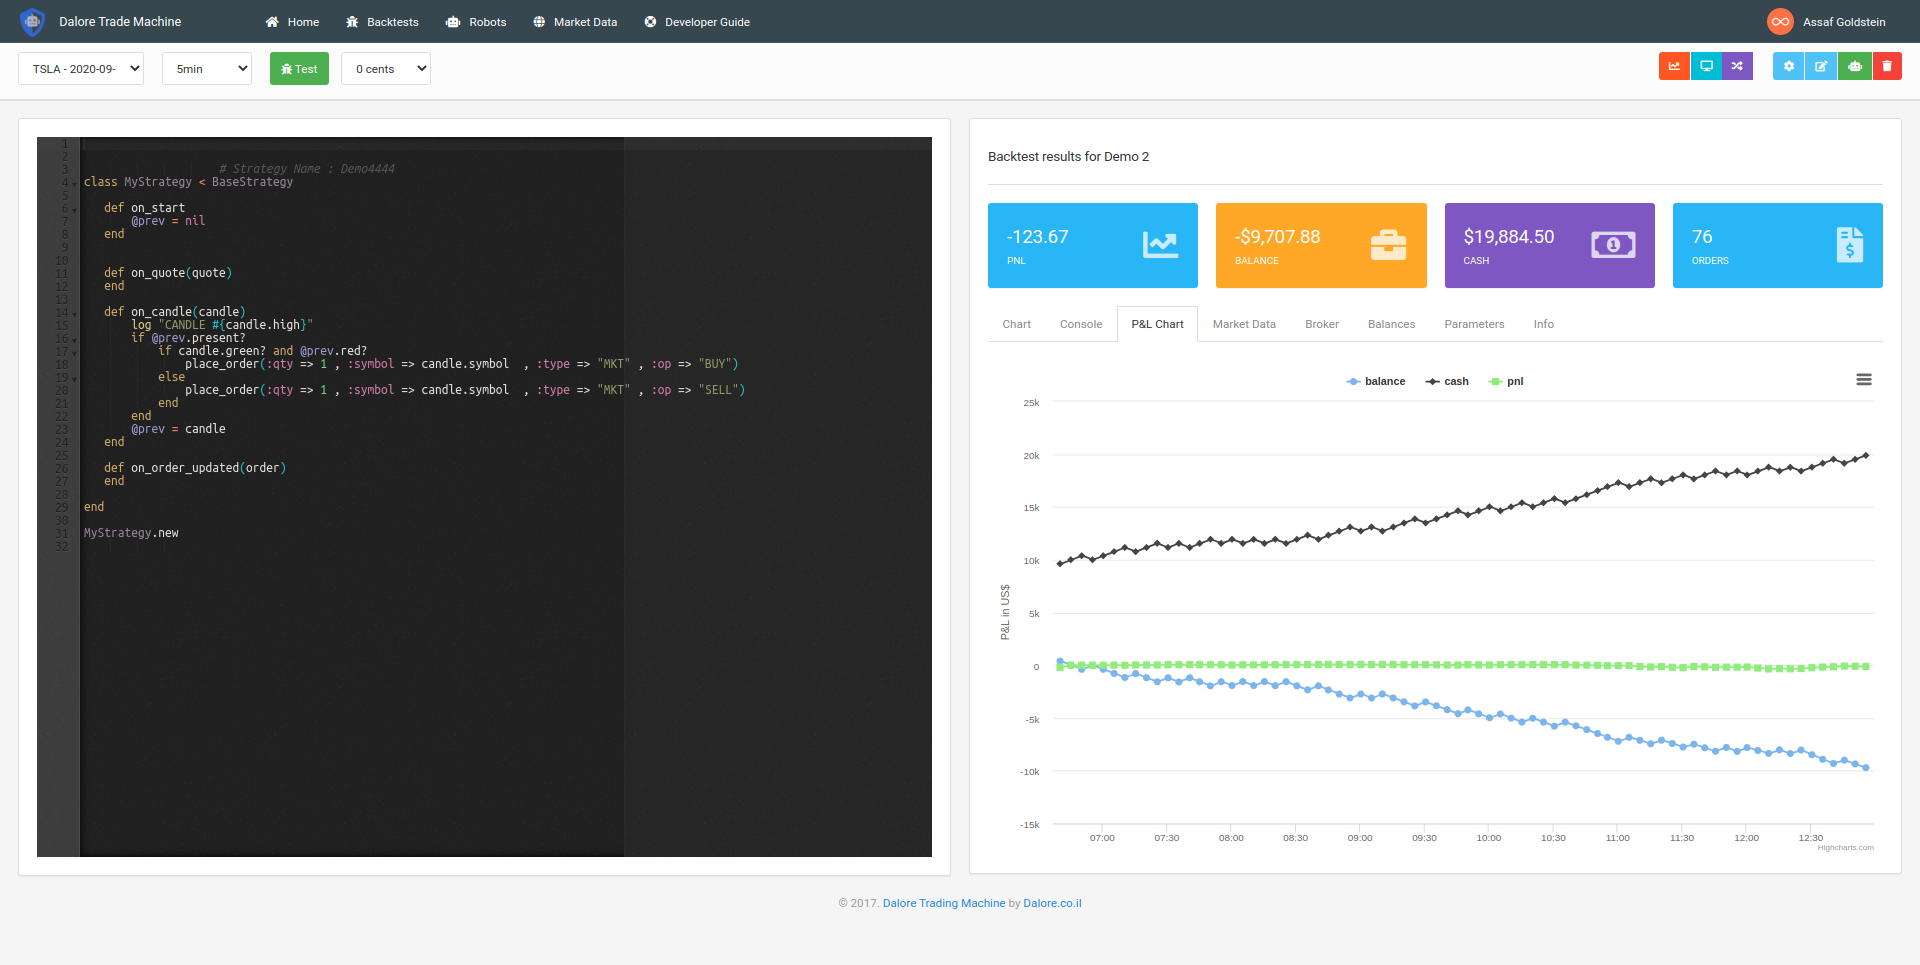 Dalore Trade Machine Home Backtests Robots Market Data Developer Guide Assaf Goldstein
TSLA - 2020-09- 5min Test 0 cents
1
2
3 # Strategy Name : Demo4444
4 class MyStrategy < BaseStrategy
5
6 def on_start
7 @prev = nil
8 end
9
10
11 def on_quote(quote)
12 end
13
14 def on_candle(candle)
15 log "CANDLE #{candle.high}"
16 if @prev.present?
17 if candle.green? and @prev.red?
18 place_order(:qty => 1 , :symbol => candle.symbol , :type => "MKT" , :op => "BUY")
19 else
20 place_order(:qty => 1 , :symbol => candle.symbol , :type => "MKT" , :op => "SELL")
21 end
22 end
23 @prev = candle
24 end
25
26 def on_order_updated(order)
27 end
28
29 end
30
31 MyStrategy.new
32
Backtest results for Demo 2
-123.67
PNL
-$9,707.88
BALANCE
$19,884.50
CASH
76
ORDERS
Chart Console P&L Chart Market Data Broker Balances Parameters Info
balance cash pnl
25k
20k
15k
10k
5k
0
-5k
-10k
-15k
P&L in US$
07:00 07:30 08:00 08:30 09:00 09:30 10:00 10:30 11:00 11:30 12:00 12:30
Highcharts.com
© 2017. Dalore Trading Machine by Dalore.co.il